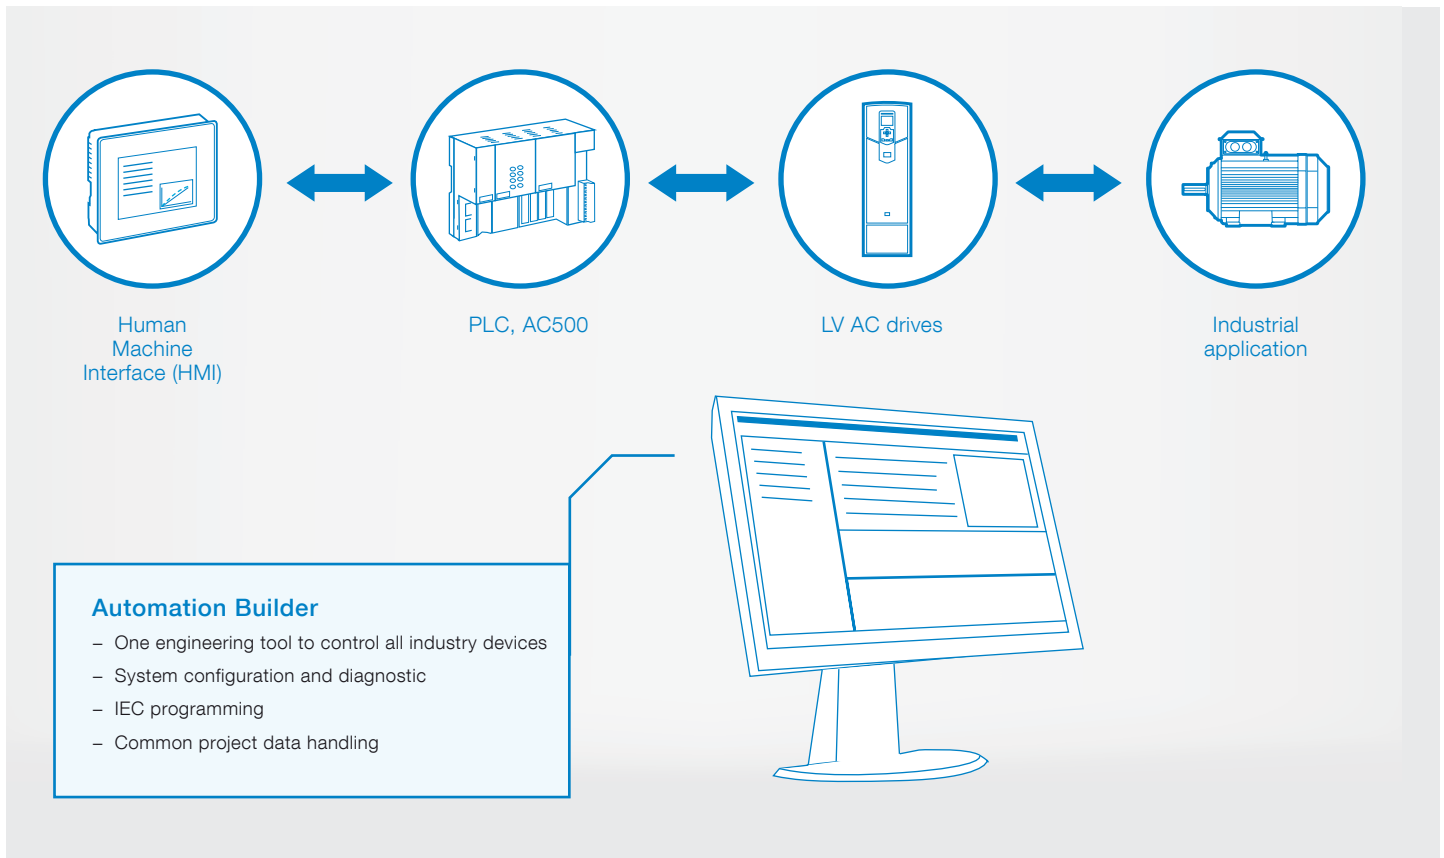 Human
Machine
Interface (HMI)
PLC, AC500
LV AC drives
Industrial
application
Automation Builder
– One engineering tool to control all industry devices
– System configuration and diagnostic
– IEC programming
– Common project data handling